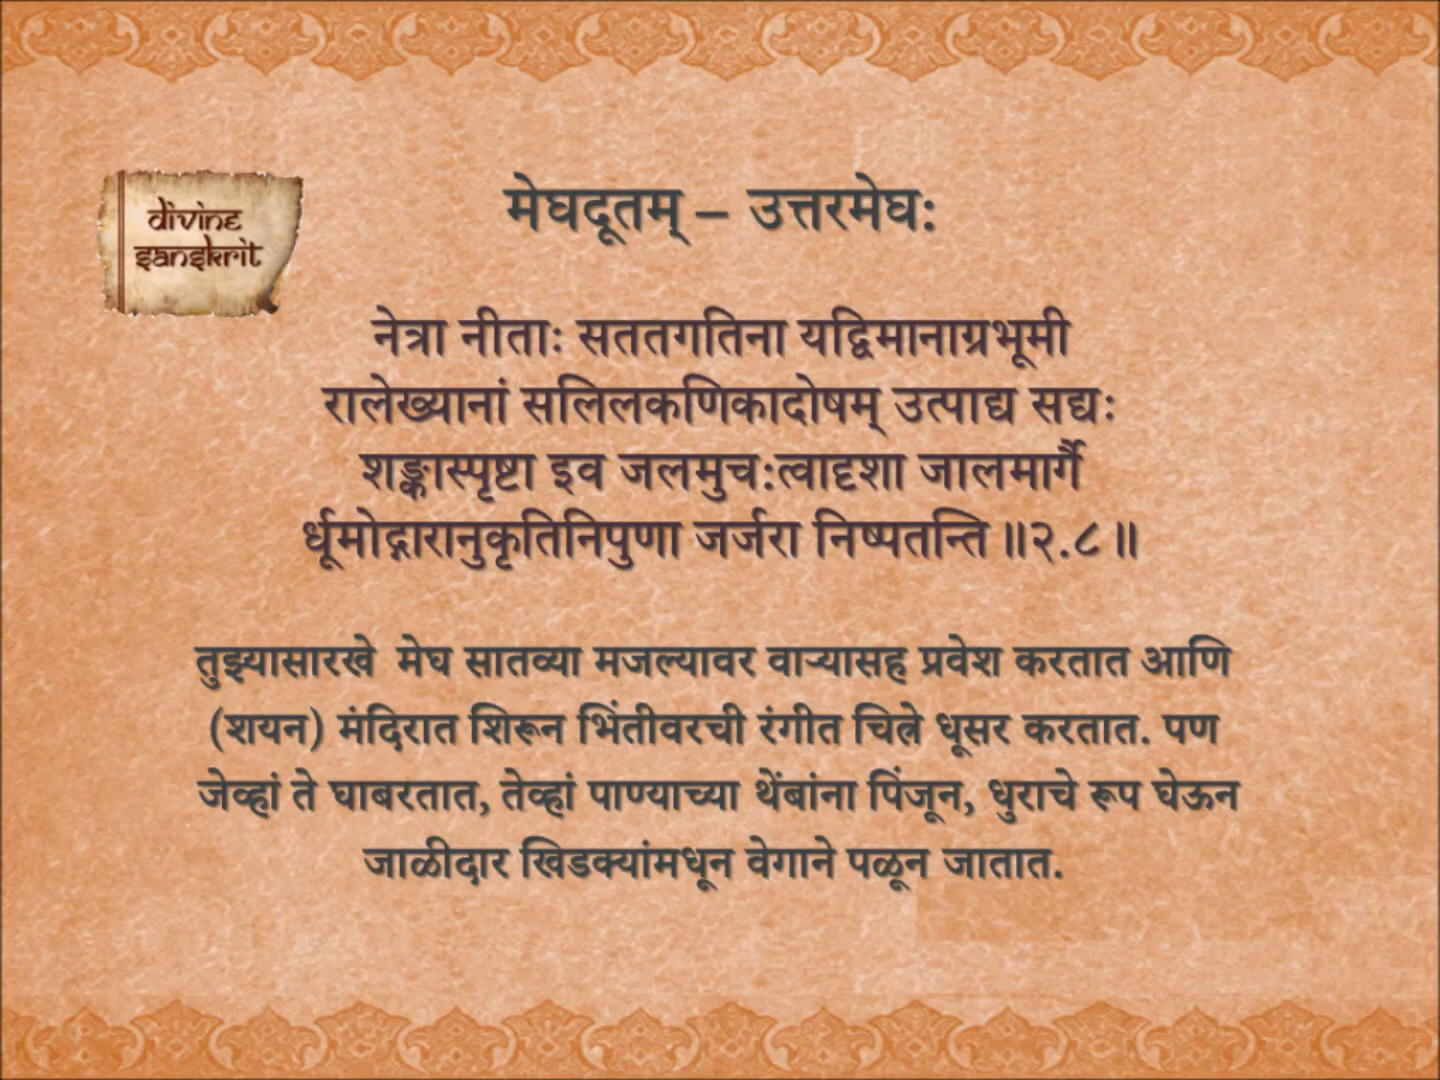 divine
sanskrit
मेघदूतम् – उत्तरमेघः
नेत्रा नीताः सततगतिना यद्विमानाग्रभूमी
रालेख्यानां सलिलकणिकादोषम् उत्पाद्य सद्यः
शङ्कास्पृष्टा इव जलमुचःत्वादृशा जालमार्गै
र्धूमोद्गारानुकृतिनिपुणा जर्जरा निष्पतन्ति ॥२.८॥
तुझ्यासारखे मेघ सातव्या मजल्यावर वाऱ्यासह प्रवेश करतात आणि
(शयन) मंदिरात शिरून भिंतीवरची रंगीत चित्रे धूसर करतात. पण
जेव्हां ते घाबरतात, तेव्हां पाण्याच्या थेंबांना पिंजून, धुराचे रूप घेऊन
जाळीदार खिडक्यांमधून वेगाने पळून जातात.